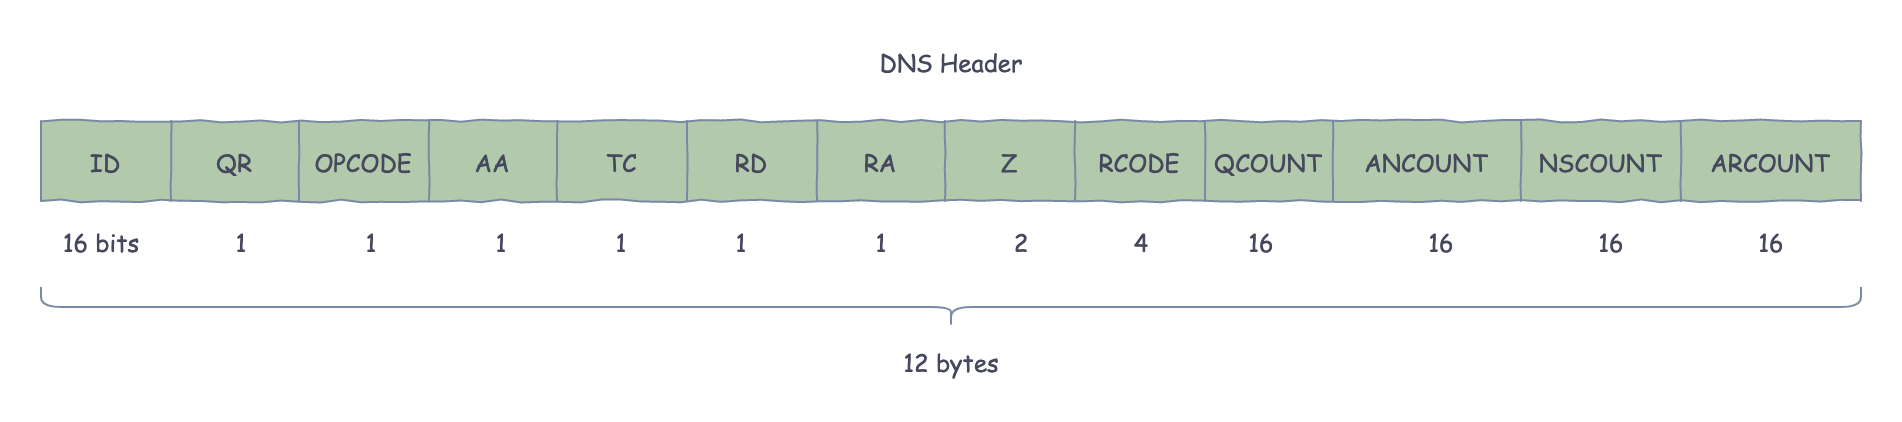 DNS Header
ID QR OPCODE AA TC RD RA Z RCODE QCOUNT ANCOUNT NSCOUNT ARCOUNT
16 bits 1 1 1 1 1 1 2 4 16 16 16 16
12 bytes